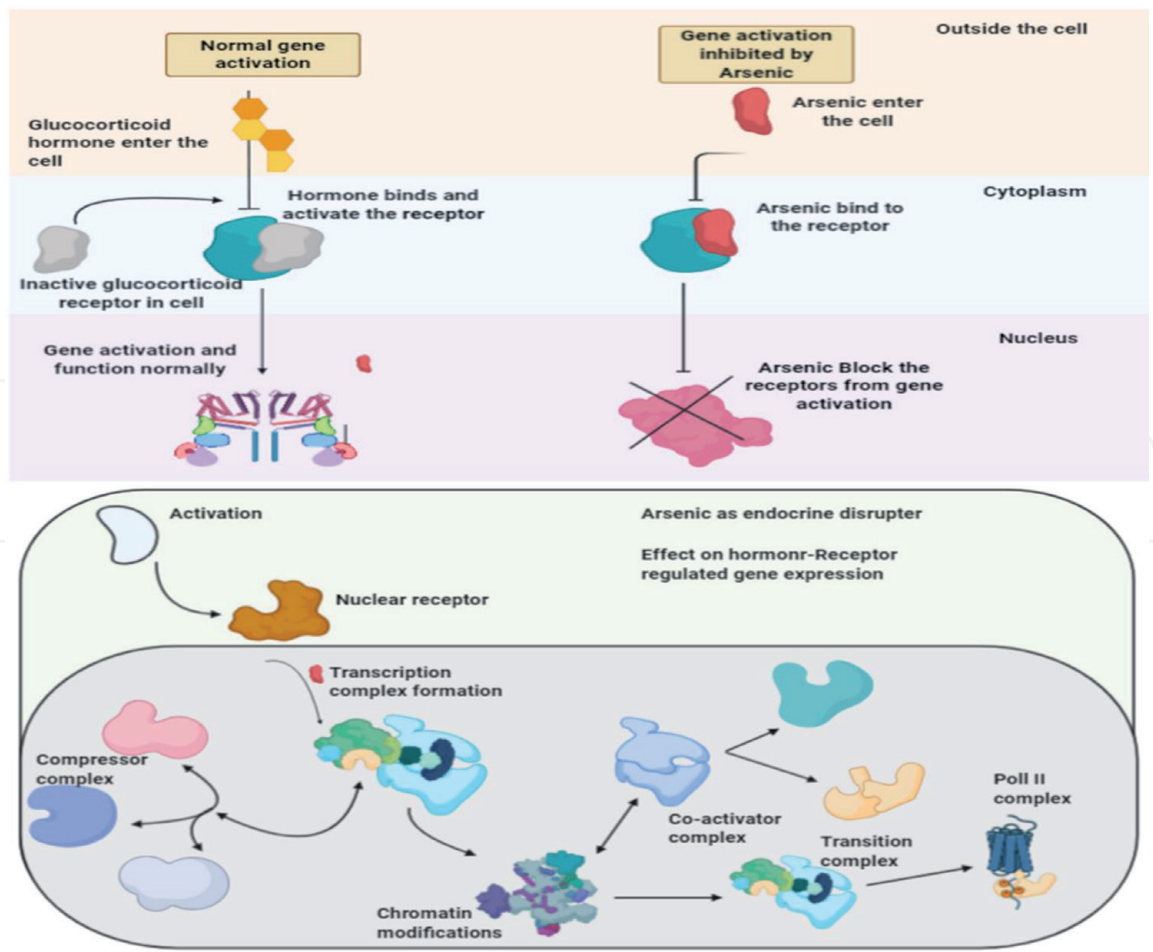 Normal gene
activation
Gene activation
inhibited by
Arsenic
Outside the cell
Glucocorticoid
hormone enter the
cell
Arsenic enter
the cell
Cytoplasm
Hormone binds and
activate the receptor
Arsenic bind to
the receptor
Inactive glucocorticoid
receptor in cell
Nucleus
Gene activation and
function normally
Arsenic Block the
receptors from gene
activation
Activation
Arsenic as endocrine disrupter
Effect on hormonr-Receptor
regulated gene expression
Nuclear receptor
Transcription
complex formation
Compressor
complex
Poll II
complex
Co-activator
complex
Transition
complex
Chromatin
modifications